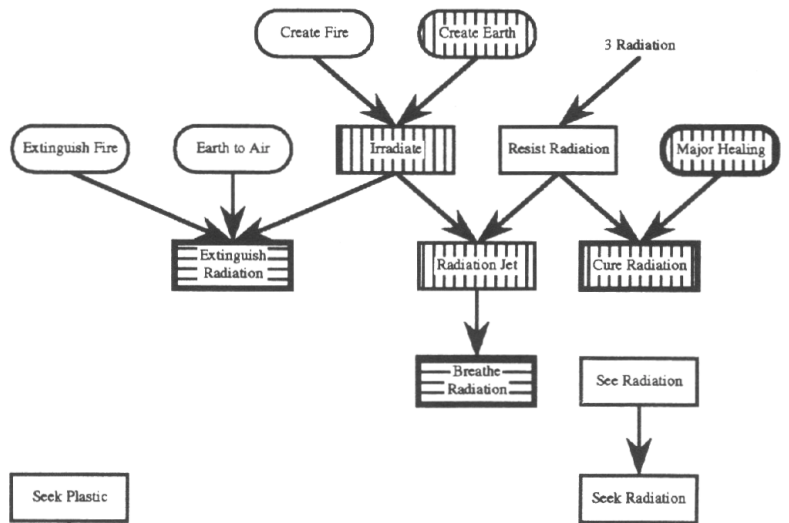 Create Fire
Create Earth
3 Radiation
Extinguish Fire
Earth to Air
Irradiate
Resist Radiation
Major Healing
Extinguish
Radiation
Radiation Jet
Cure Radiation
Breathe
Radiation
See Radiation
Seek Plastic
Seek Radiation